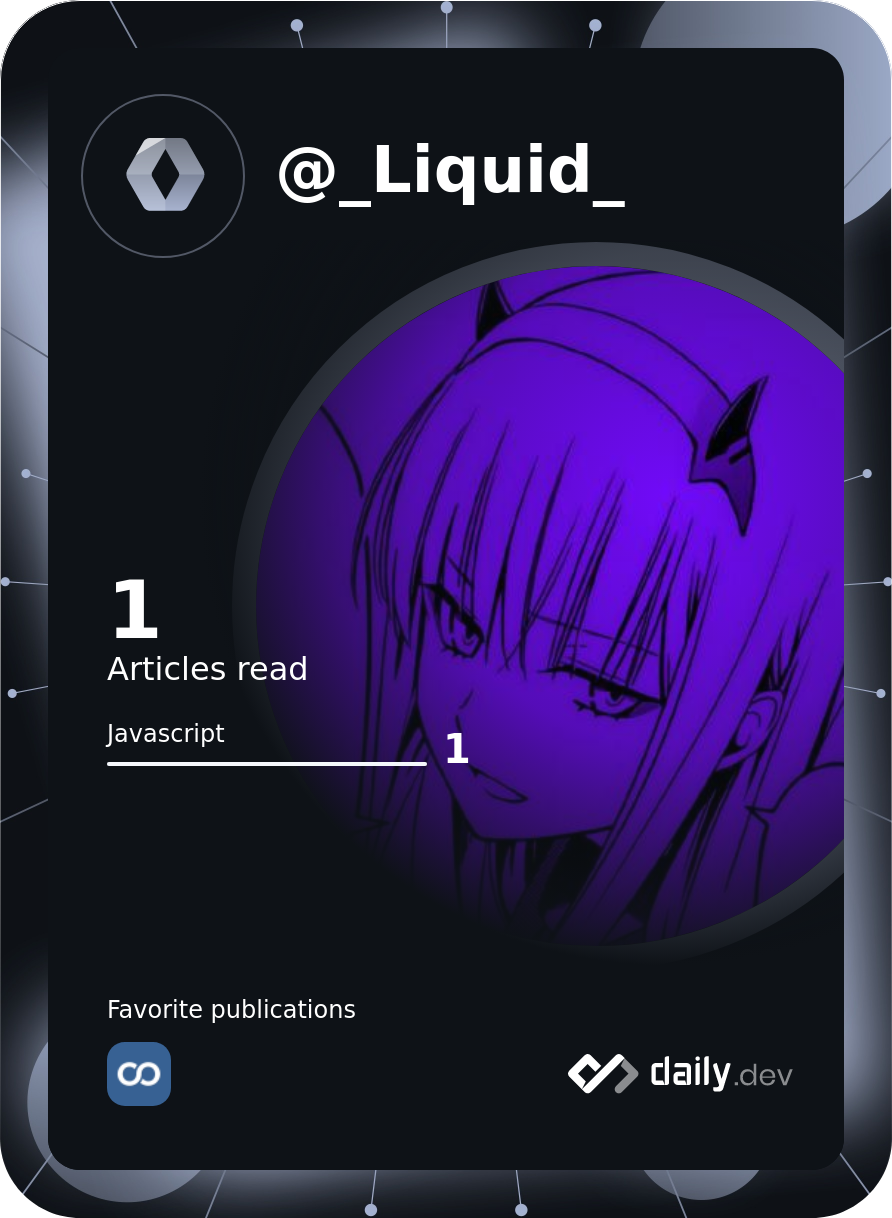 @_Liquid_
1
Articles read
Javascript
1
Favorite publications
daily.dev